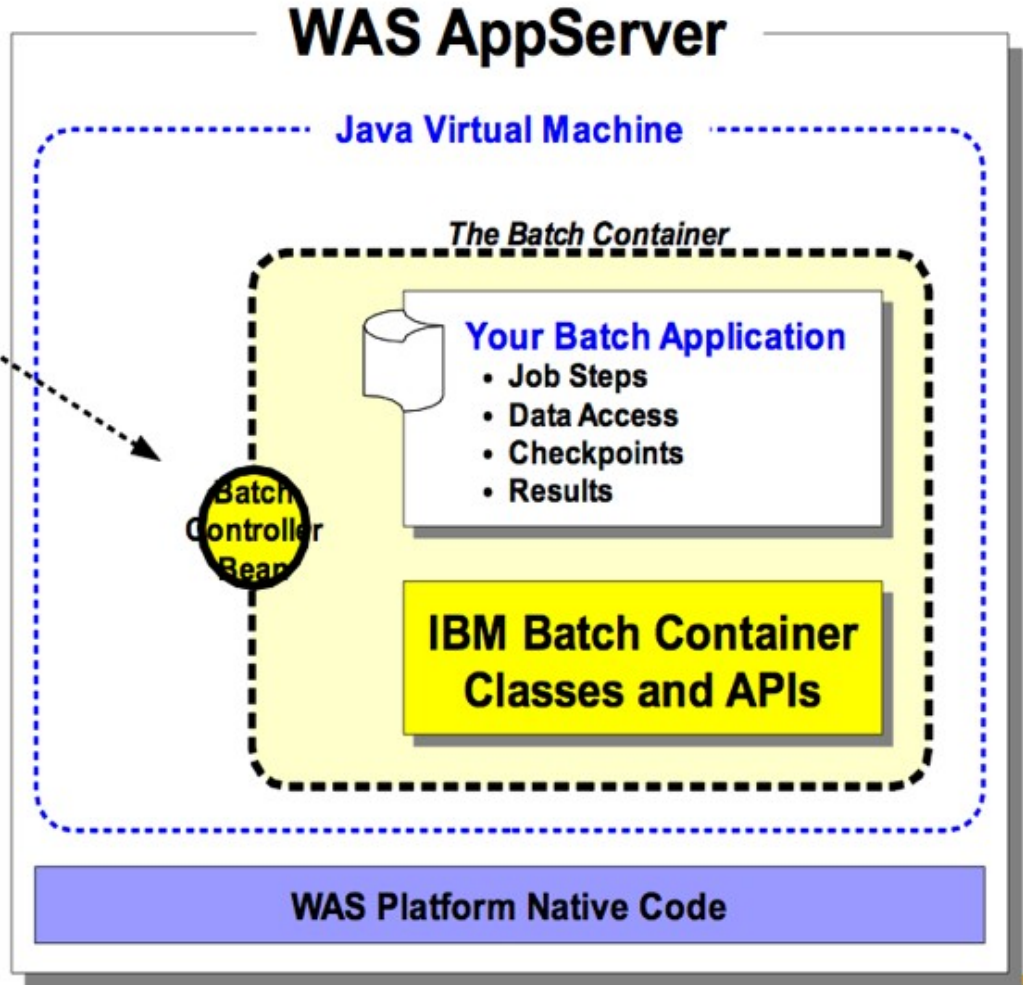 WAS AppServer
Java Virtual Machine
The Batch Container
Your Batch Application
• Job Steps
• Data Access
• Checkpoints
• Results
Batch
Controller
Bean
IBM Batch Container
Classes and APIs
WAS Platform Native Code